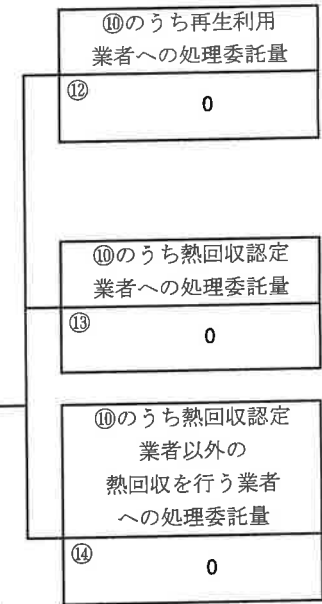 ⑩のうち再生利用
業者への処理委託量
⑫
0
⑩のうち熱回収認定
業者への処理委託量
⑬
0
⑩のうち熱回収認定
業者以外の
熱回収を行う業者
への処理委託量
⑭
0